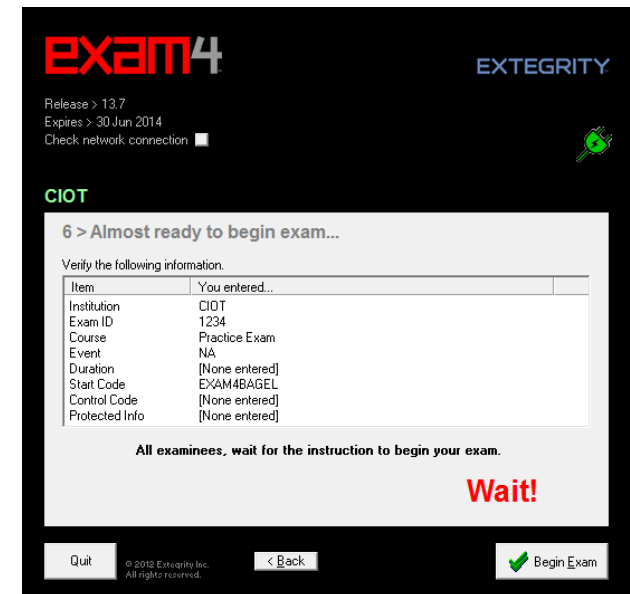 exam4
EXTEGRITY
Release > 13.7
Expires > 30 Jun 2014
Check network connection
CIOT
6 > Almost ready to begin exam...
Verify the following information.
Item You entered...
Institution CIOT
Exam ID 1234
Course Practice Exam
Event NA
Duration [None entered]
Start Code EXAM4BAGEL
Control Code [None entered]
Protected Info [None entered]
All examinees, wait for the instruction to begin your exam.
Wait!
Quit
© 2012 Extegrity Inc.
All rights reserved.
< Back
Begin Exam